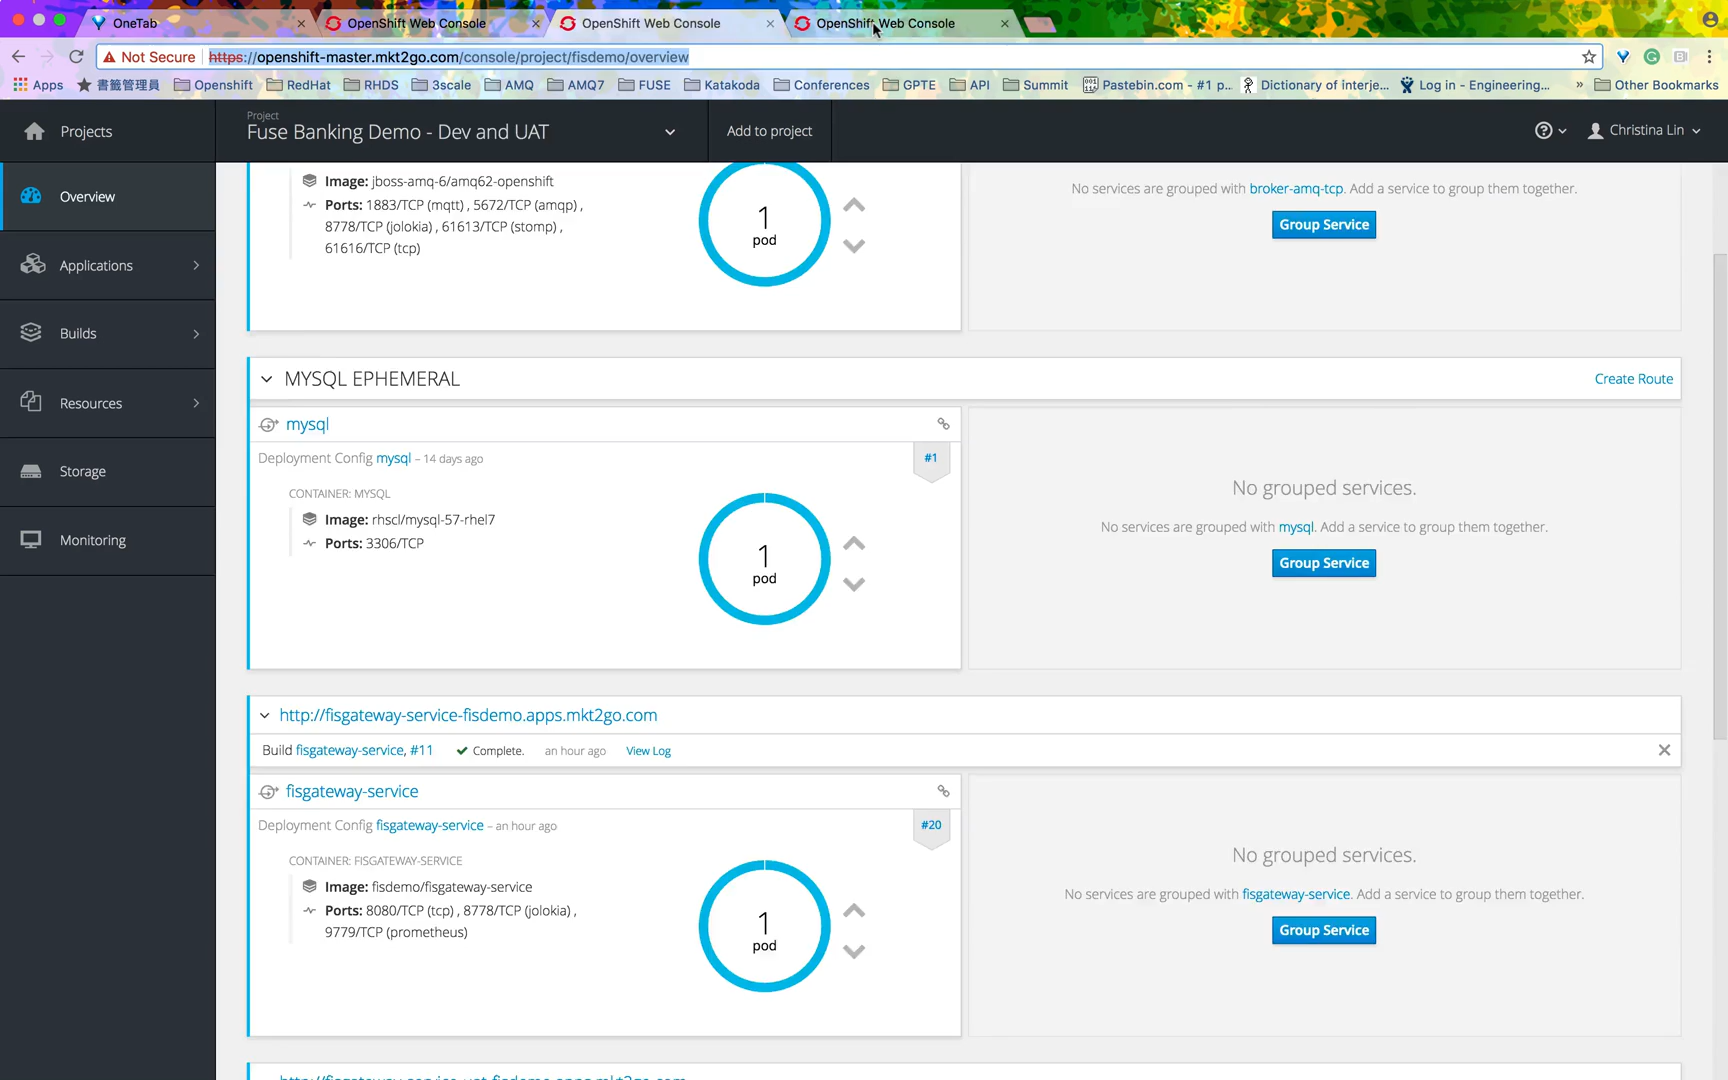 OneTab
OpenShift Web Console
OpenShift Web Console
OpenShift Web Console
Not Secure
https://openshift-master.mkt2go.com/console/project/fisdemo/overview
Apps
書籤管理員
Openshift
RedHat
RHDS
3scale
AMQ
AMQ7
FUSE
Katakoda
Conferences
GPTE
API
Summit
Pastebin.com - #1 p...
Dictionary of interje...
Log in - Engineering...
»
Other Bookmarks
Projects
Project
Fuse Banking Demo - Dev and UAT
Add to project
Christina Lin
Overview
Applications
Builds
Resources
Storage
Monitoring
Image: jboss-amq-6/amq62-openshift
Ports: 1883/TCP (mqtt) , 5672/TCP (amqp) ,
8778/TCP (jolokia) , 61613/TCP (stomp) ,
61616/TCP (tcp)
1
pod
No services are grouped with broker-amq-tcp. Add a service to group them together.
Group Service
MYSQL EPHEMERAL
Create Route
mysql
Deployment Config mysql – 14 days ago
#1
CONTAINER: MYSQL
Image: rhscl/mysql-57-rhel7
Ports: 3306/TCP
1
pod
No grouped services.
No services are grouped with mysql. Add a service to group them together.
Group Service
http://fisgateway-service-fisdemo.apps.mkt2go.com
Build fisgateway-service, #11
Complete.
an hour ago
View Log
fisgateway-service
Deployment Config fisgateway-service – an hour ago
#20
CONTAINER: FISGATEWAY-SERVICE
Image: fisdemo/fisgateway-service
Ports: 8080/TCP (tcp) , 8778/TCP (jolokia) ,
9779/TCP (prometheus)
1
pod
No grouped services.
No services are grouped with fisgateway-service. Add a service to group them together.
Group Service
http://fisgateway-service-uat-fisdemo.apps.mkt2go.com